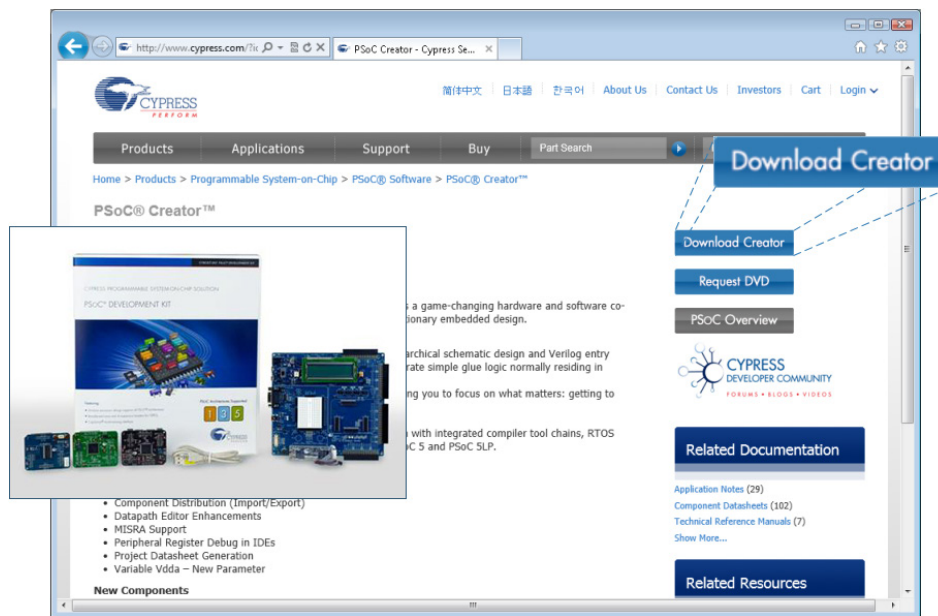 http://www.cypress.com/?ic
PSoC Creator - Cypress Se...
CYPRESS
PERFORM
简体中文 日本語 한국어 About Us Contact Us Investors Cart Login
Products Applications Support Buy Part Search
Download Creator
Home > Products > Programmable System-on-Chip > PSoC® Software > PSoC® Creator™
PSoC® Creator™
Download Creator
Request DVD
PSoC Overview
CYPRESS PROGRAMMABLE SYSTEM-ON-CHIP SOLUTION
PSoC® DEVELOPMENT KIT
1 3 5
CYPRESS
s a game-changing hardware and software co-
tionary embedded design.
archical schematic design and Verilog entry
rate simple glue logic normally residing in
ng you to focus on what matters: getting to
n with integrated compiler tool chains, RTOS
oC 5 and PSoC 5LP.
• Component Distribution (Import/Export)
• Datapath Editor Enhancements
• MISRA Support
• Peripheral Register Debug in IDEs
• Project Datasheet Generation
• Variable Vdda – New Parameter
New Components
CYPRESS
DEVELOPER COMMUNITY
FORUMS • BLOGS • VIDEOS
Related Documentation
Application Notes (29)
Component Datasheets (102)
Technical Reference Manuals (7)
Show More...
Related Resources